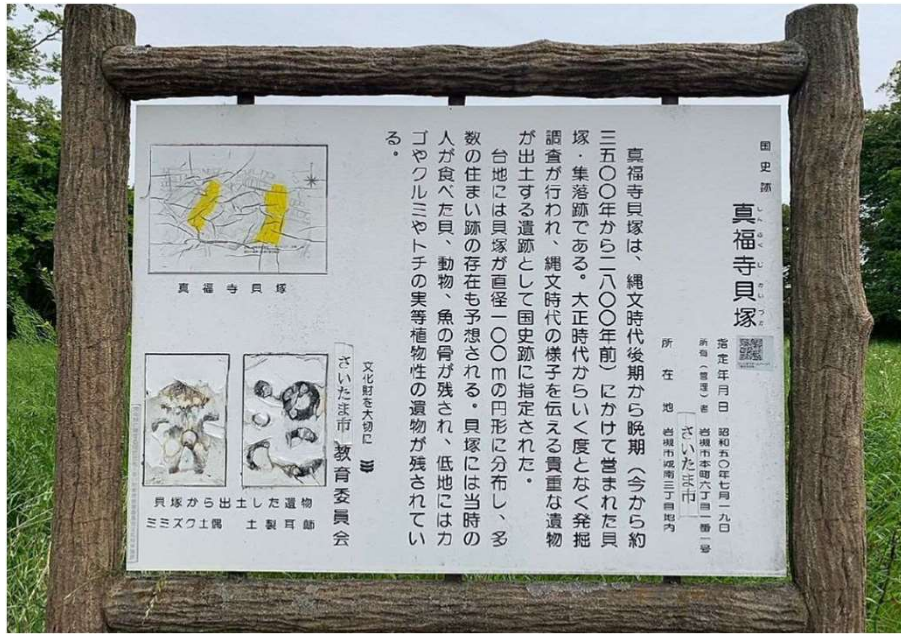 国史跡
真福寺貝塚
しんぷくじかいづか
指定年月日　昭和五〇年七月一九日
所有（管理）者　岩槻市本町六丁目一番一号
さいたま市
所在地　岩槻市城南三丁目地内
真福寺貝塚は、縄文時代後期から晩期（今から約
三五〇〇年から二八〇〇年前）にかけて営まれた貝
塚・集落跡である。大正時代からいく度となく発掘
調査が行われ、縄文時代の様子を伝える貴重な遺物
が出土する遺跡として国史跡に指定された。
台地には貝塚が直径一〇〇ｍの円形に分布し、多
数の住まい跡の存在も予想される。貝塚には当時の
人が食べた貝、動物、魚の骨が残され、低地にはカ
ゴやクルミやトチの実等植物性の遺物が残されてい
る。
文化財を大切に
さいたま市教育委員会
真福寺貝塚
貝塚から出土した遺物
ミミズク土偶　土製耳飾